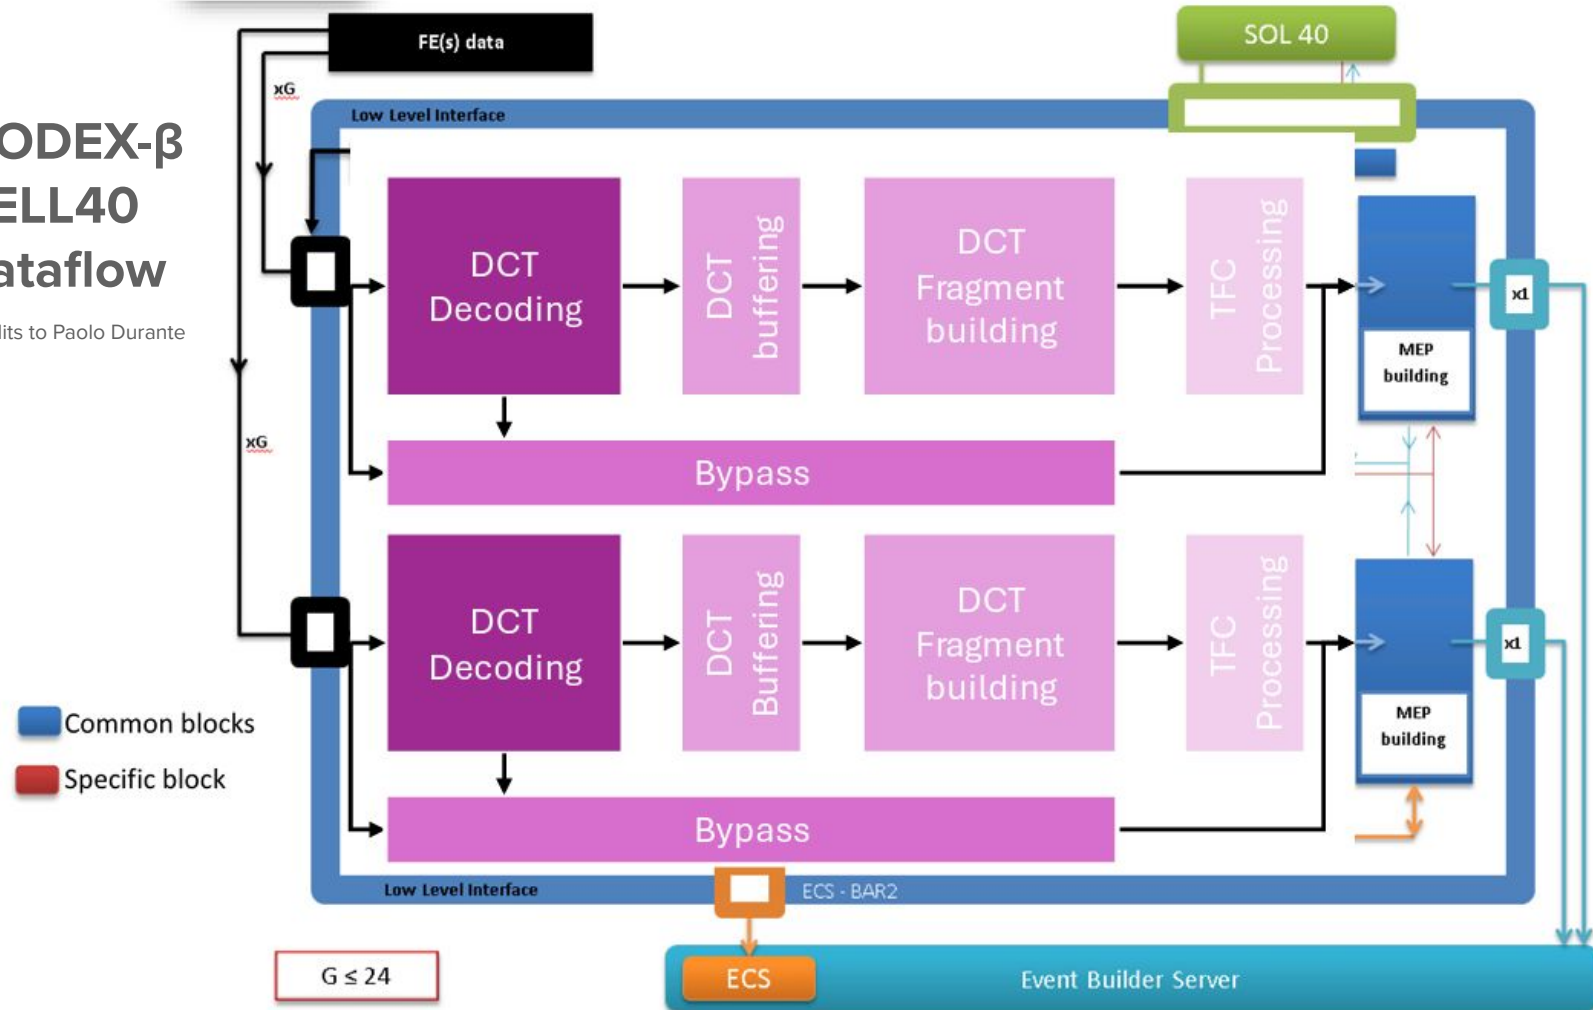 FE(s) data
SOL 40
xG
Low Level Interface
ODEX-β
ELL40
ataflow
lits to Paolo Durante
DCT
Decoding
DCT
buffering
DCT
Fragment
building
TFC
Processing
x1
MEP
building
xG
Bypass
DCT
Decoding
DCT
Buffering
DCT
Fragment
building
TFC
Processing
x1
MEP
building
Common blocks
Specific block
Bypass
Low Level Interface
ECS - BAR2
G ≤ 24
ECS
Event Builder Server